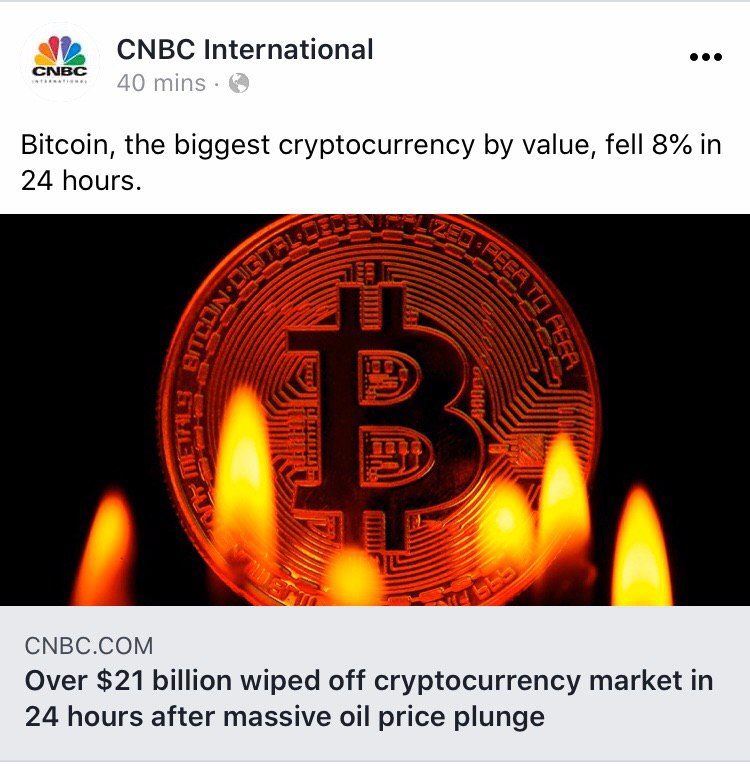 CNBC
INTERNATIONAL
CNBC International
40 mins ·
Bitcoin, the biggest cryptocurrency by value, fell 8% in
24 hours.
BITCOIN · DIGITAL · DECENTRALIZED · PEER TO PEER
METALS
999
CNBC.COM
Over $21 billion wiped off cryptocurrency market in
24 hours after massive oil price plunge